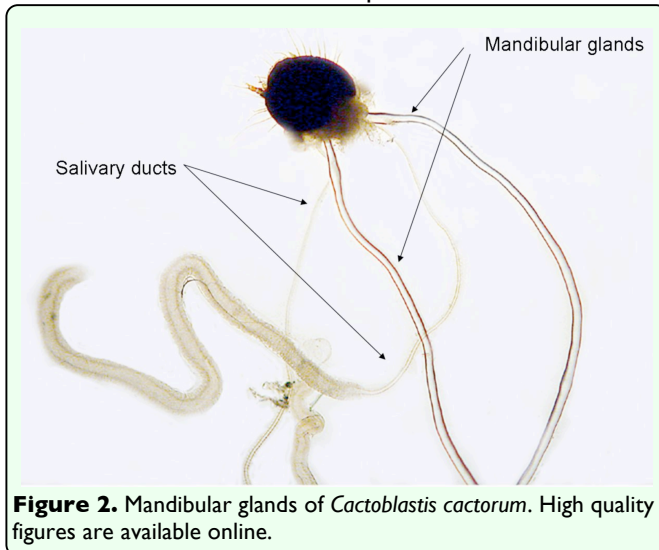 Mandibular glands
Salivary ducts
Figure 2. Mandibular glands of Cactoblastis cactorum. High quality
figures are available online.